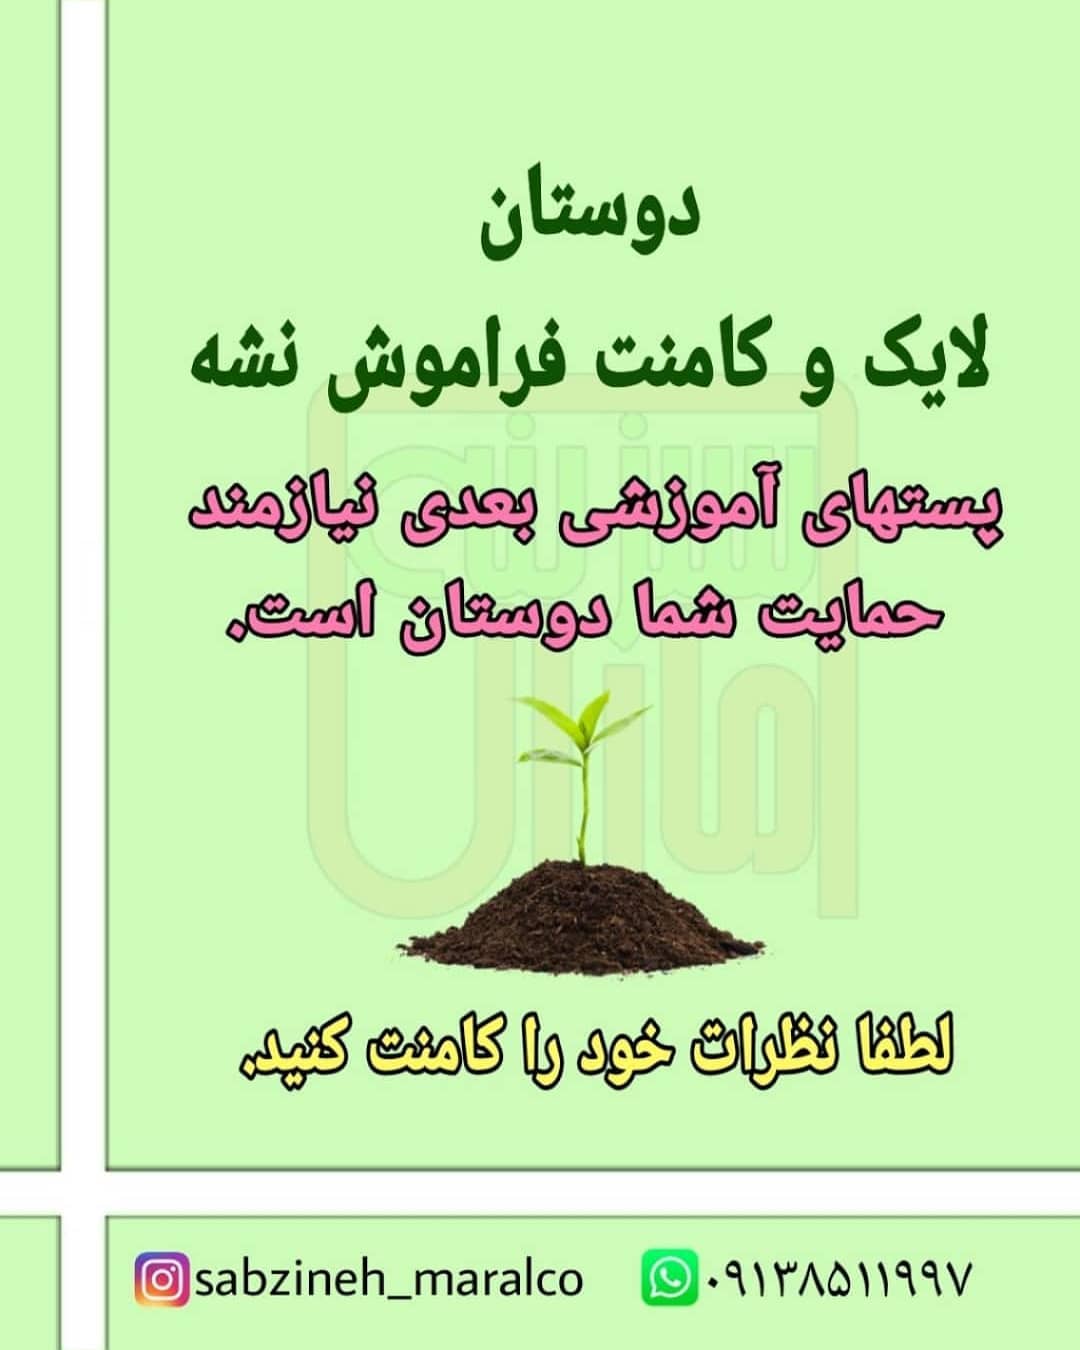 دوستان
لایک و کامنت فراموش نشه
پستهای آموزشی بعدی نیازمند
حمایت شما دوستان است.
لطفا نظرات خود را کامنت کنید.
sabzineh_maralco ۰۹۱۳۸۵۱۱۹۹۷